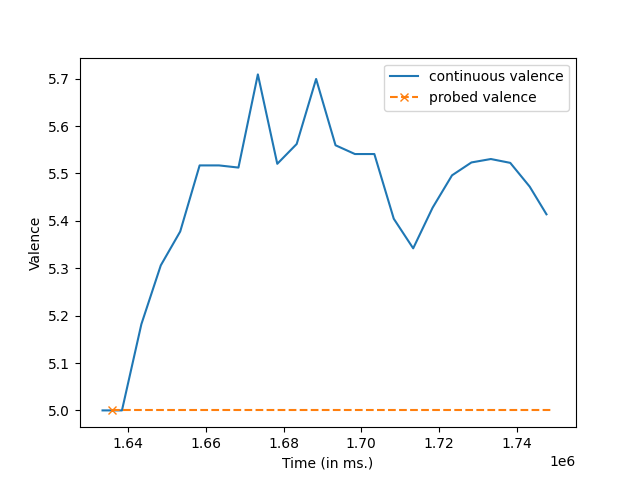 continuous valence
probed valence
5.7
5.6
5.5
5.4
5.3
5.2
5.1
5.0
Valence
1.64
1.66
1.68
1.70
1.72
1.74
1e6
Time (in ms.)